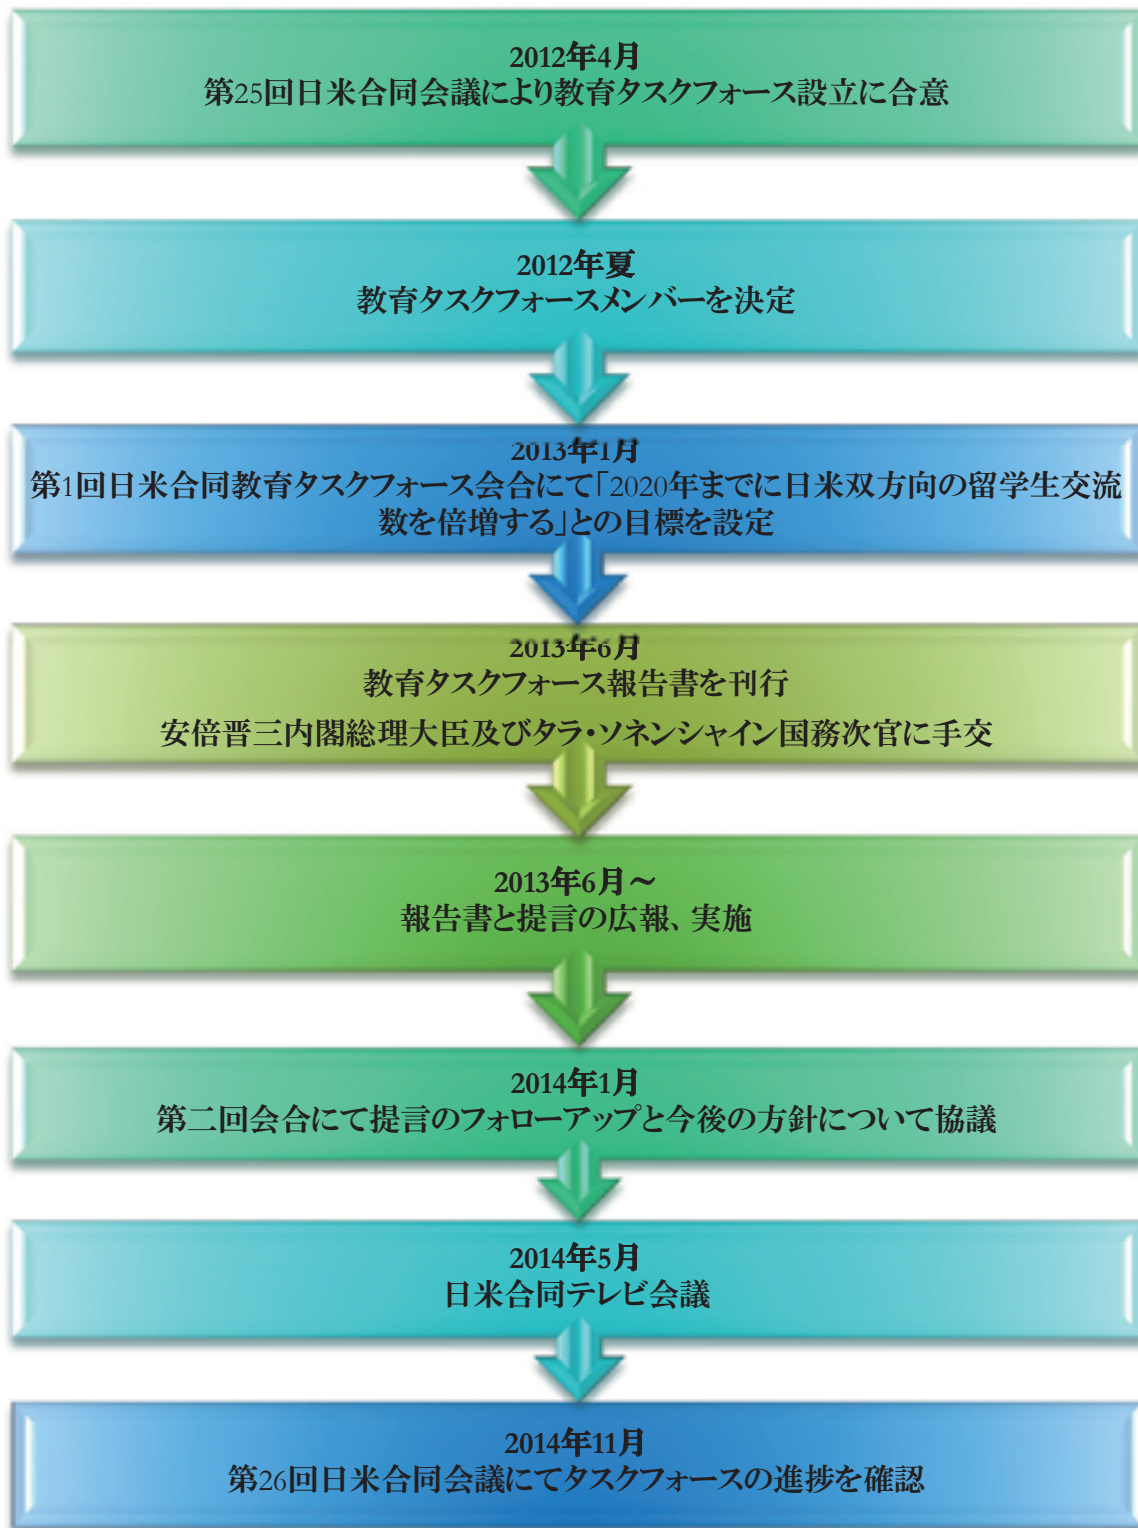 2012年4月
第25回日米合同会議により教育タスクフォース設立に合意
2012年夏
教育タスクフォースメンバーを決定
2013年1月
第1回日米合同教育タスクフォース会合にて「2020年までに日米双方向の留学生交流
数を倍増する」との目標を設定
2013年6月
教育タスクフォース報告書を刊行
安倍晋三内閣総理大臣及びタラ・ソネンシャイン国務次官に手交
2013年6月～
報告書と提言の広報、実施
2014年1月
第二回会合にて提言のフォローアップと今後の方針について協議
2014年5月
日米合同テレビ会議
2014年11月
第26回日米合同会議にてタスクフォースの進捗を確認